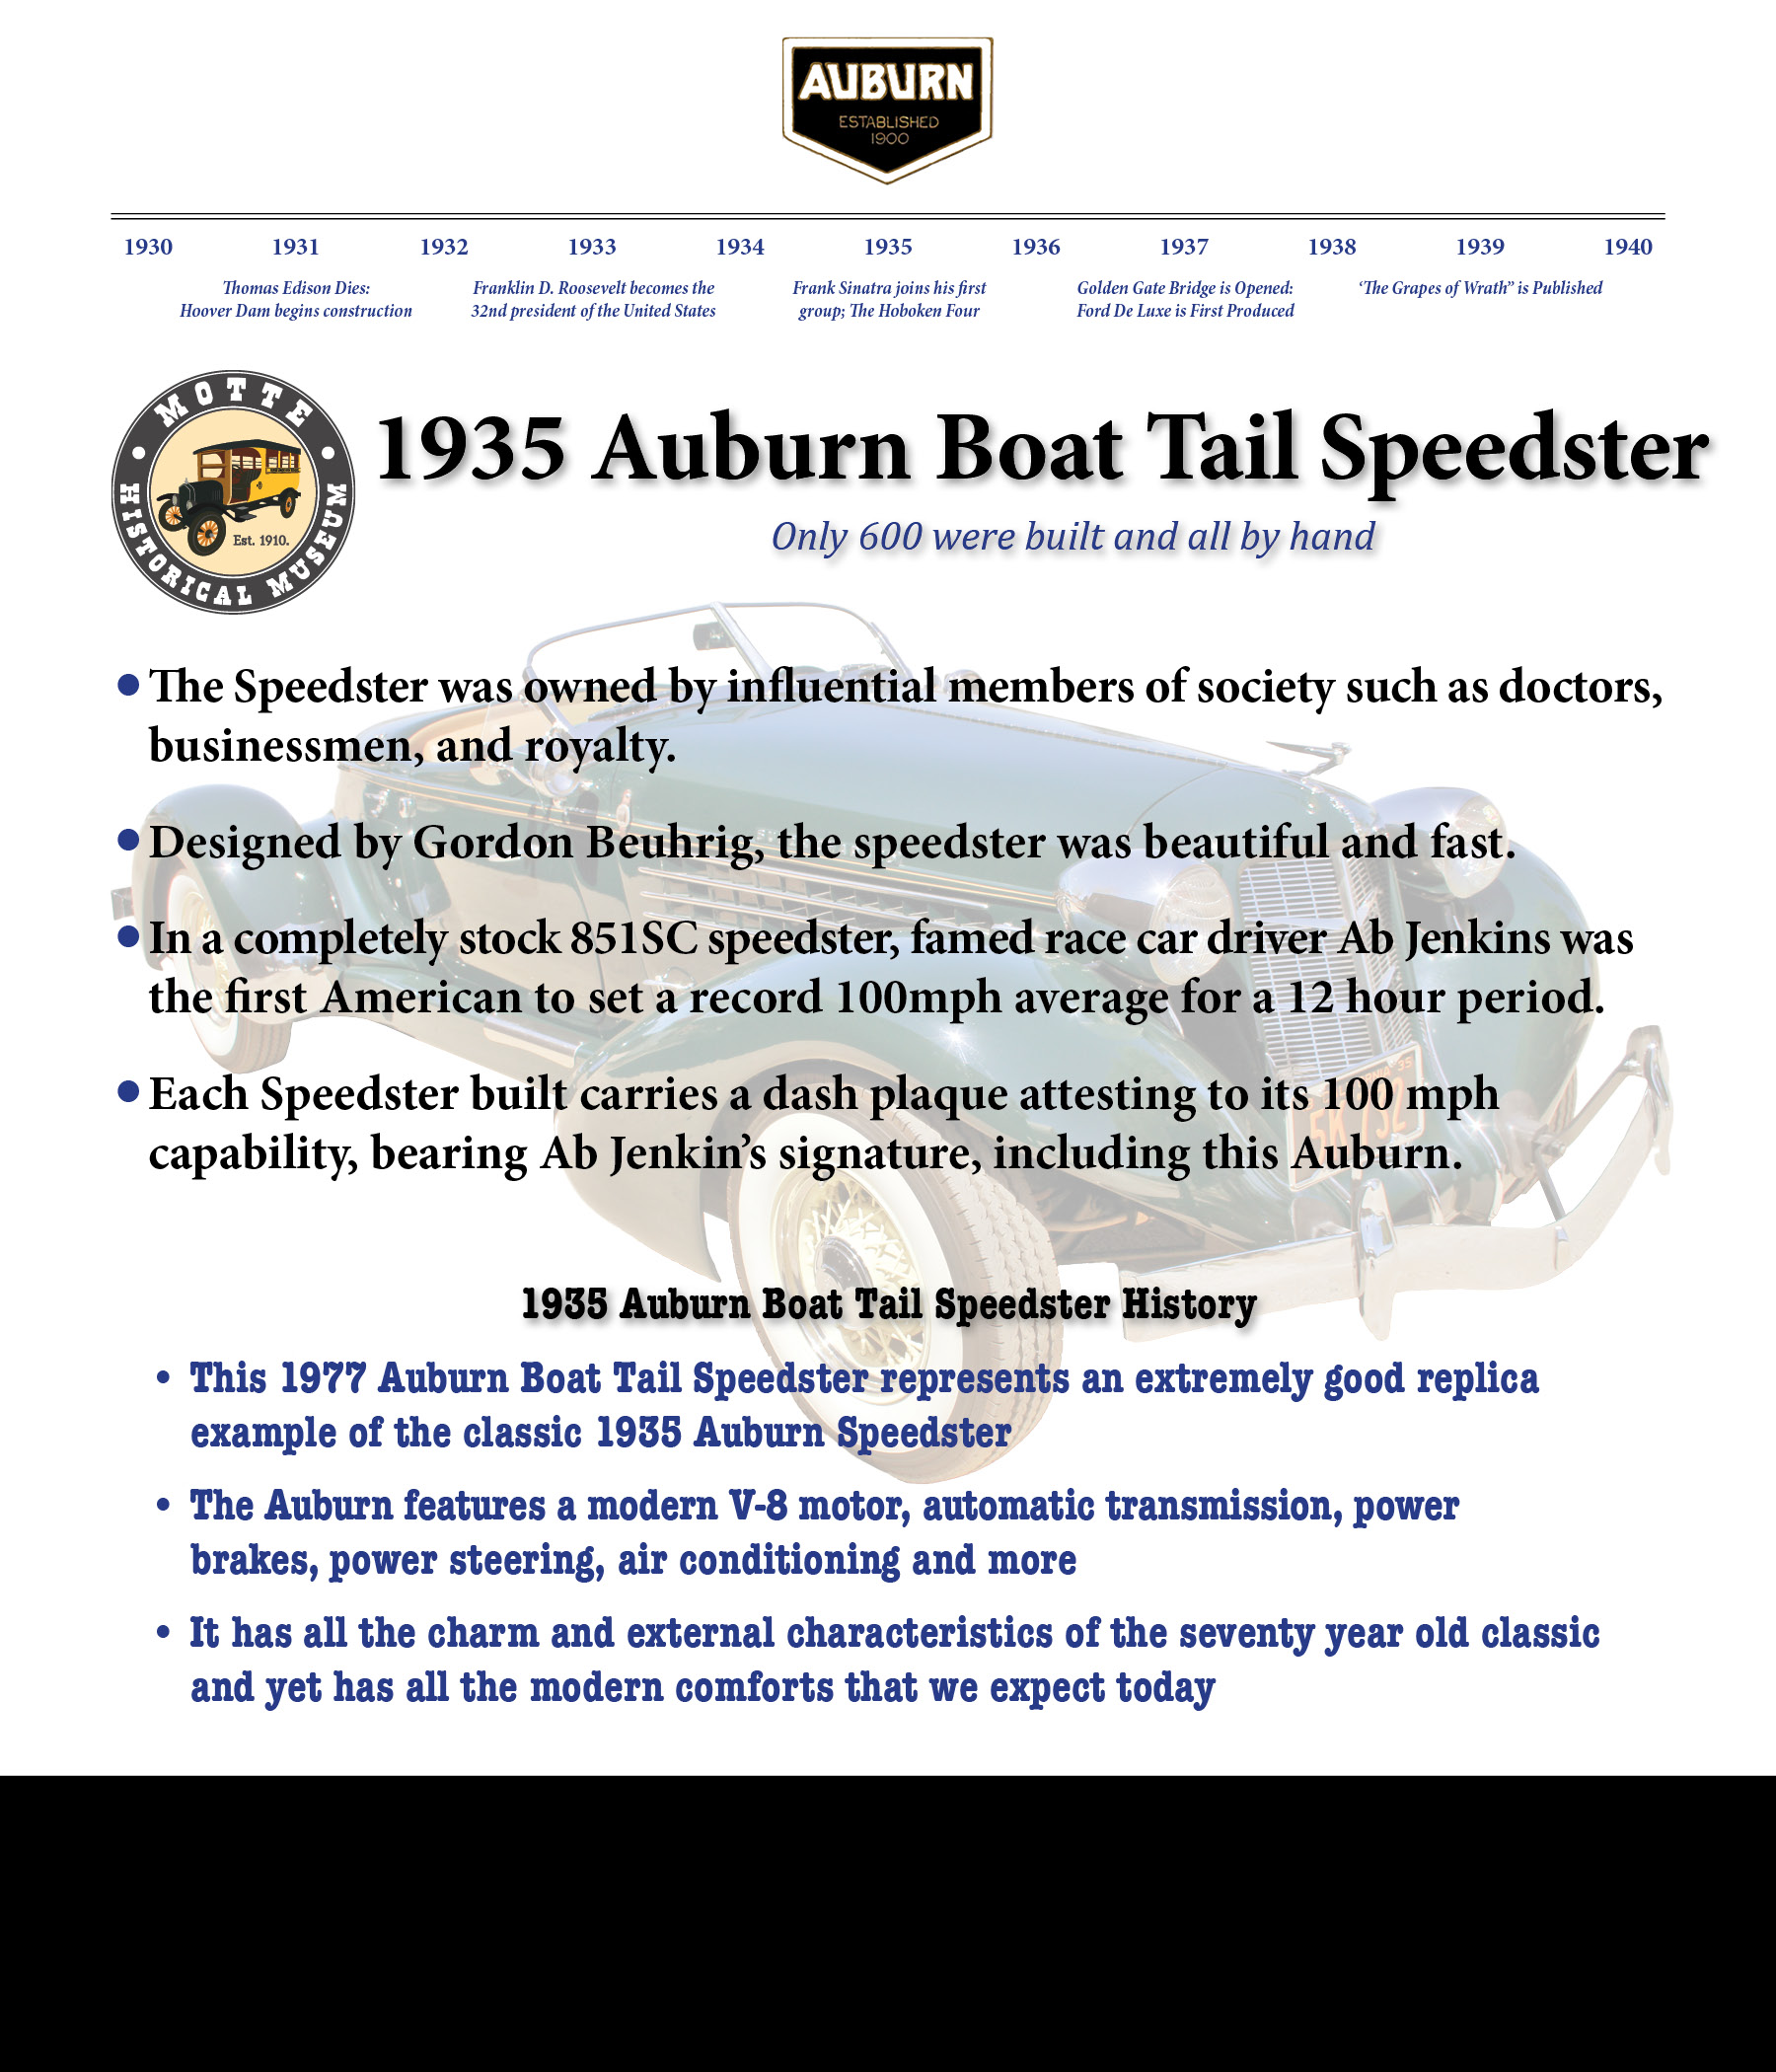 AUBURN
ESTABLISHED
1900
1930 1931 1932 1933 1934 1935 1936 1937 1938 1939 1940
Thomas Edison Dies:
Hoover Dam begins construction
Franklin D. Roosevelt becomes the
32nd president of the United States
Frank Sinatra joins his first
group; The Hoboken Four
Golden Gate Bridge is Opened:
Ford De Luxe is First Produced
‘The Grapes of Wrath” is Published
MOTTE
HISTORICAL MUSEUM
Est. 1910.
1935 Auburn Boat Tail Speedster
Only 600 were built and all by hand
• The Speedster was owned by influential members of society such as doctors,
businessmen, and royalty.
• Designed by Gordon Beuhrig, the speedster was beautiful and fast.
• In a completely stock 851SC speedster, famed race car driver Ab Jenkins was
the first American to set a record 100mph average for a 12 hour period.
• Each Speedster built carries a dash plaque attesting to its 100 mph
capability, bearing Ab Jenkin’s signature, including this Auburn.
1935 Auburn Boat Tail Speedster History
• This 1977 Auburn Boat Tail Speedster represents an extremely good replica
example of the classic 1935 Auburn Speedster
• The Auburn features a modern V-8 motor, automatic transmission, power
brakes, power steering, air conditioning and more
• It has all the charm and external characteristics of the seventy year old classic
and yet has all the modern comforts that we expect today